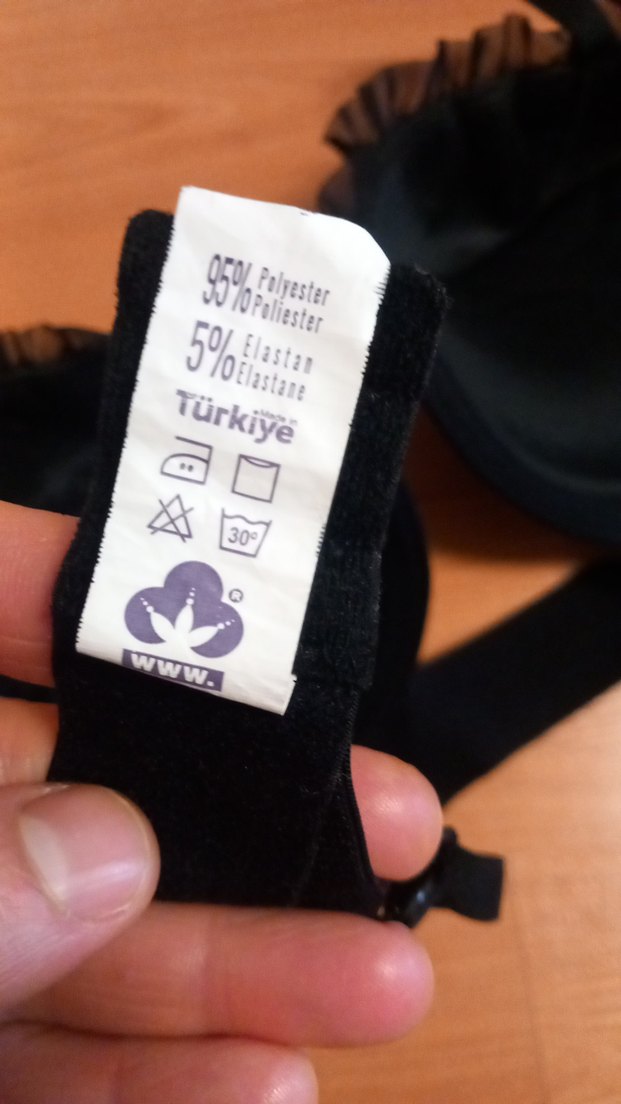 95% Polyester
Poliester
5% Elastan
Elastane
Made in
Türkiye
30°
®
www.